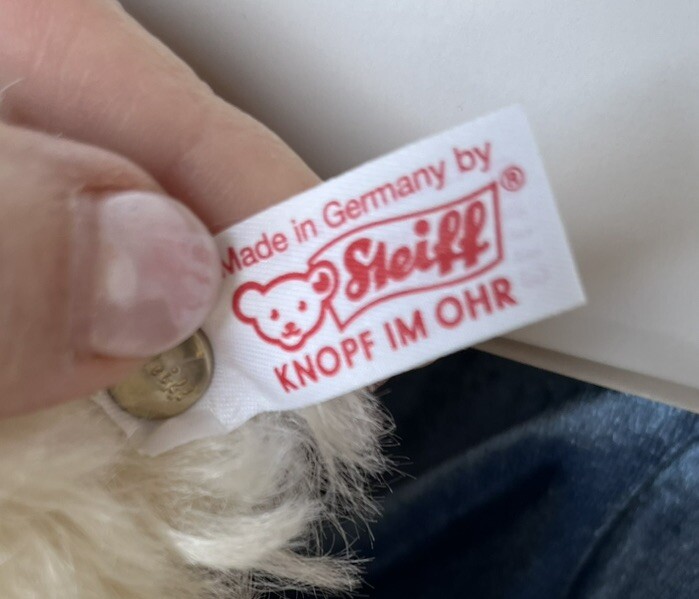 Made in Germany by
Steiff®
KNOPF IM OHR